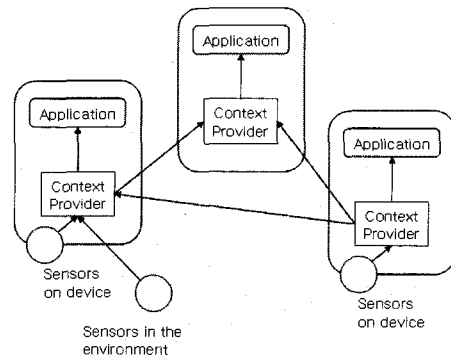 Application
Context
Provider
Application
Context
Provider
Sensors
on device
Sensors in the
environment
Application
Context
Provider
Sensors
on device